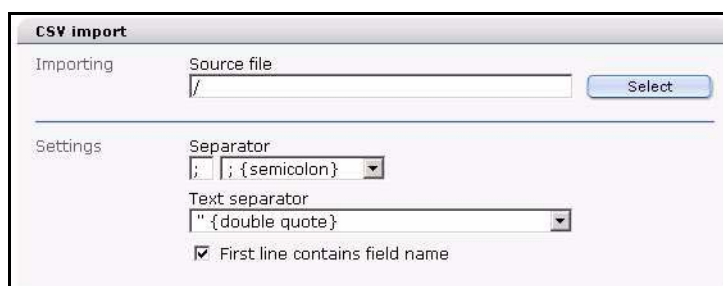 CSV import
Importing
Source file
/
Select
Settings
Separator
; ; {semicolon}
Text separator
" {double quote}
First line contains field name